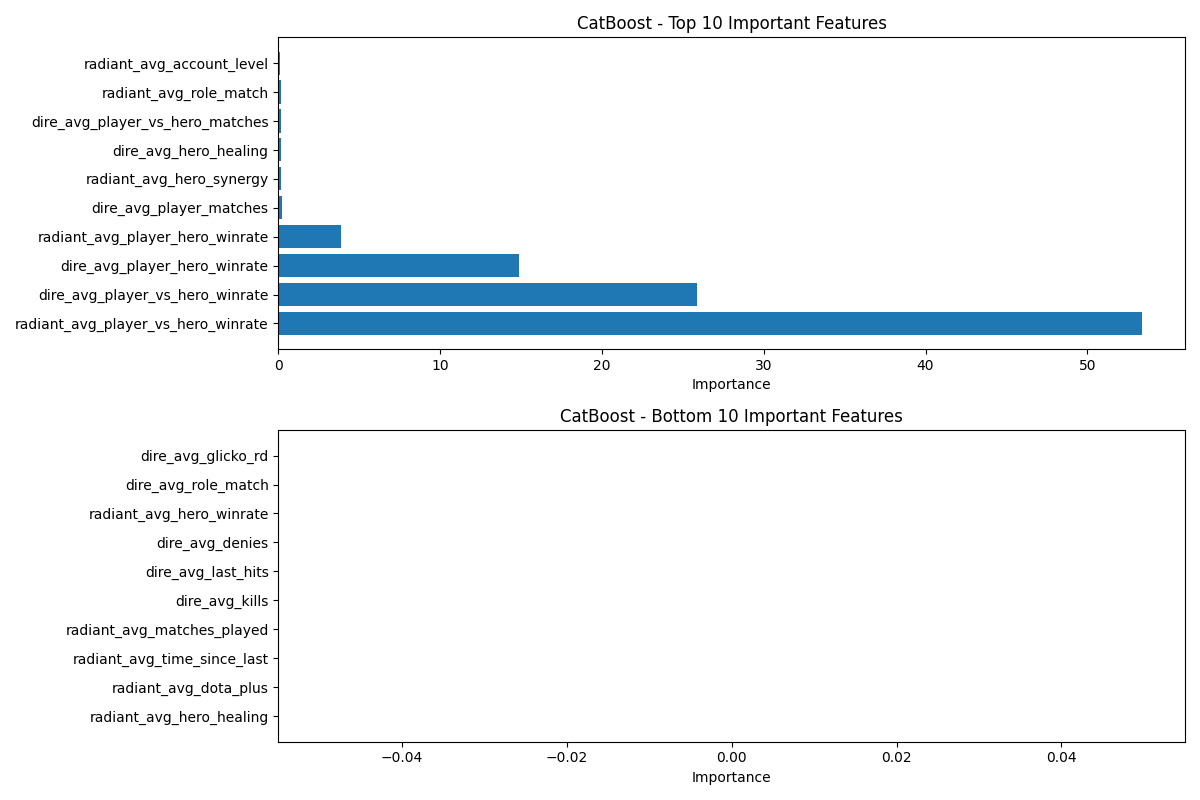 CatBoost - Top 10 Important Features
radiant_avg_account_level
radiant_avg_role_match
dire_avg_player_vs_hero_matches
dire_avg_hero_healing
radiant_avg_hero_synergy
dire_avg_player_matches
radiant_avg_player_hero_winrate
dire_avg_player_hero_winrate
dire_avg_player_vs_hero_winrate
radiant_avg_player_vs_hero_winrate
0 10 20 30 40 50
Importance
CatBoost - Bottom 10 Important Features
dire_avg_glicko_rd
dire_avg_role_match
radiant_avg_hero_winrate
dire_avg_denies
dire_avg_last_hits
dire_avg_kills
radiant_avg_matches_played
radiant_avg_time_since_last
radiant_avg_dota_plus
radiant_avg_hero_healing
−0.04 −0.02 0.00 0.02 0.04
Importance